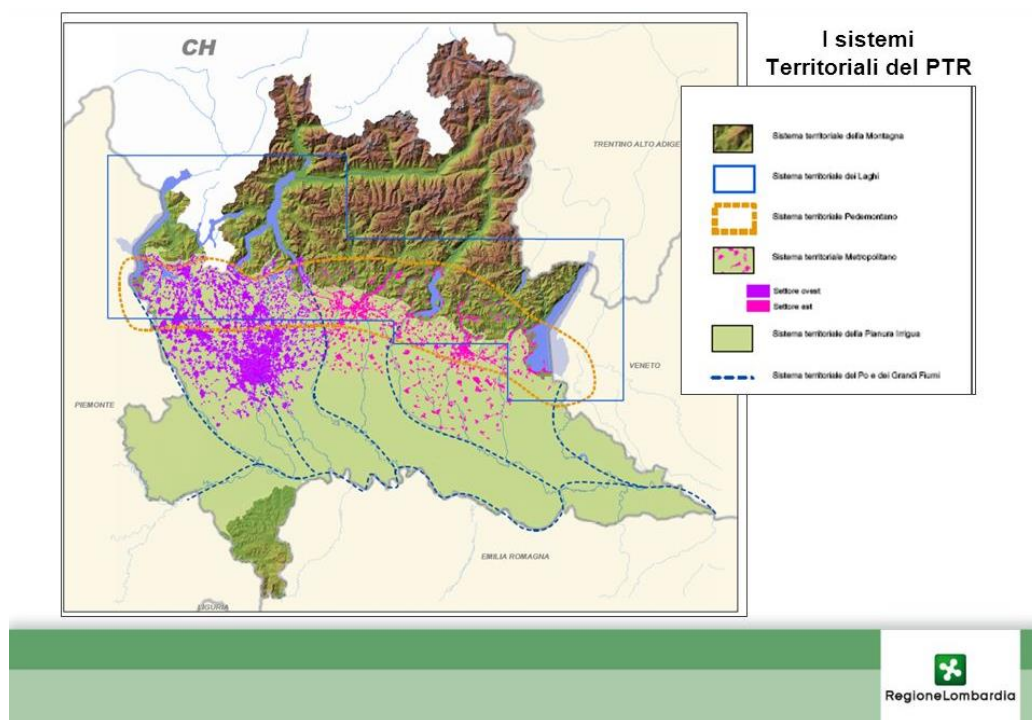 I sistemi
Territoriali del PTR
CH
TRENTINO ALTO ADIGE
VENETO
PIEMONTE
EMILIA ROMAGNA
LIGURIA
Sistema territoriale della Montagna
Sistema territoriale dei Laghi
Sistema territoriale Pedemontano
Sistema territoriale Metropolitano
Settore ovest
Settore est
Sistema territoriale della Pianura Irrigua
Sistema territoriale del Po e dei Grandi Fiumi
RegioneLombardia